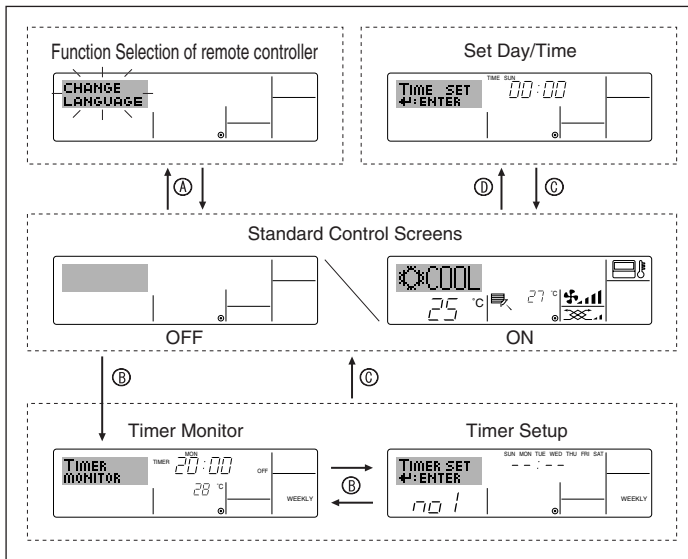 Function Selection of remote controller
CHANGE
LANGUAGE
Set Day/Time
TIME SUN
TIME SET
↵:ENTER
00:00
Ⓐ
Ⓓ
Ⓒ
Standard Control Screens
COOL
25 °C
27 °C
OFF
ON
Ⓑ
Ⓒ
Timer Monitor
TIMER
MONITOR
TIMER
MON
20:00
OFF
28 °C
WEEKLY
Ⓑ
Timer Setup
SUN MON TUE WED THU FRI SAT
TIMER SET
↵:ENTER
--:--
no 1
WEEKLY